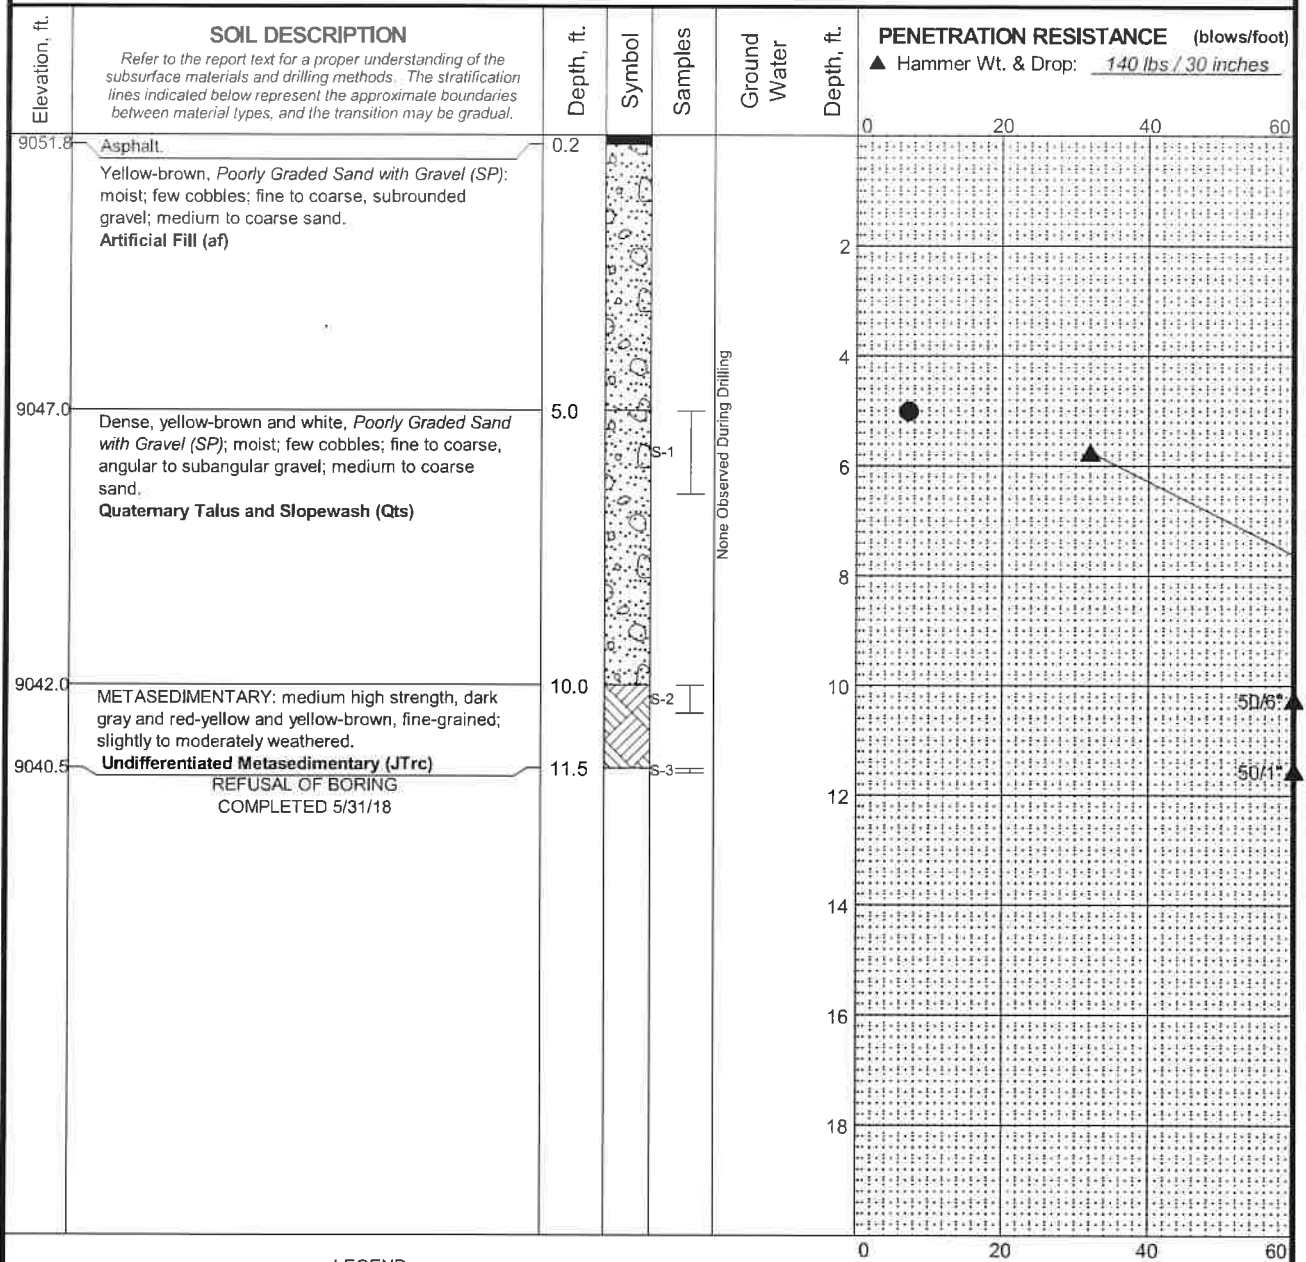 Elevation, ft.
SOIL DESCRIPTION
Refer to the report text for a proper understanding of the
subsurface materials and drilling methods. The stratification
lines indicated below represent the approximate boundaries
between material types, and the transition may be gradual.
Depth, ft.
Symbol
Samples
Ground
Water
Depth, ft.
PENETRATION RESISTANCE (blows/foot)
▲ Hammer Wt. & Drop: 140 lbs / 30 inches
0 20 40 60
9051.8 Asphalt. 0.2
Yellow-brown, Poorly Graded Sand with Gravel (SP):
moist; few cobbles; fine to coarse, subrounded
gravel; medium to coarse sand.
Artificial Fill (af)
2
4
9047.0 5.0
Dense, yellow-brown and white, Poorly Graded Sand
with Gravel (SP); moist; few cobbles; fine to coarse,
angular to subangular gravel; medium to coarse
sand.
Quaternary Talus and Slopewash (Qts)
S-1
None Observed During Drilling
6
8
9042.0 10.0 10
METASEDIMENTARY: medium high strength, dark
gray and red-yellow and yellow-brown, fine-grained;
slightly to moderately weathered.
Undifferentiated Metasedimentary (JTrc)
S-2
50/6"
9040.5 11.5 S-3 50/1"
REFUSAL OF BORING
COMPLETED 5/31/18
12
14
16
18
0 20 40 60